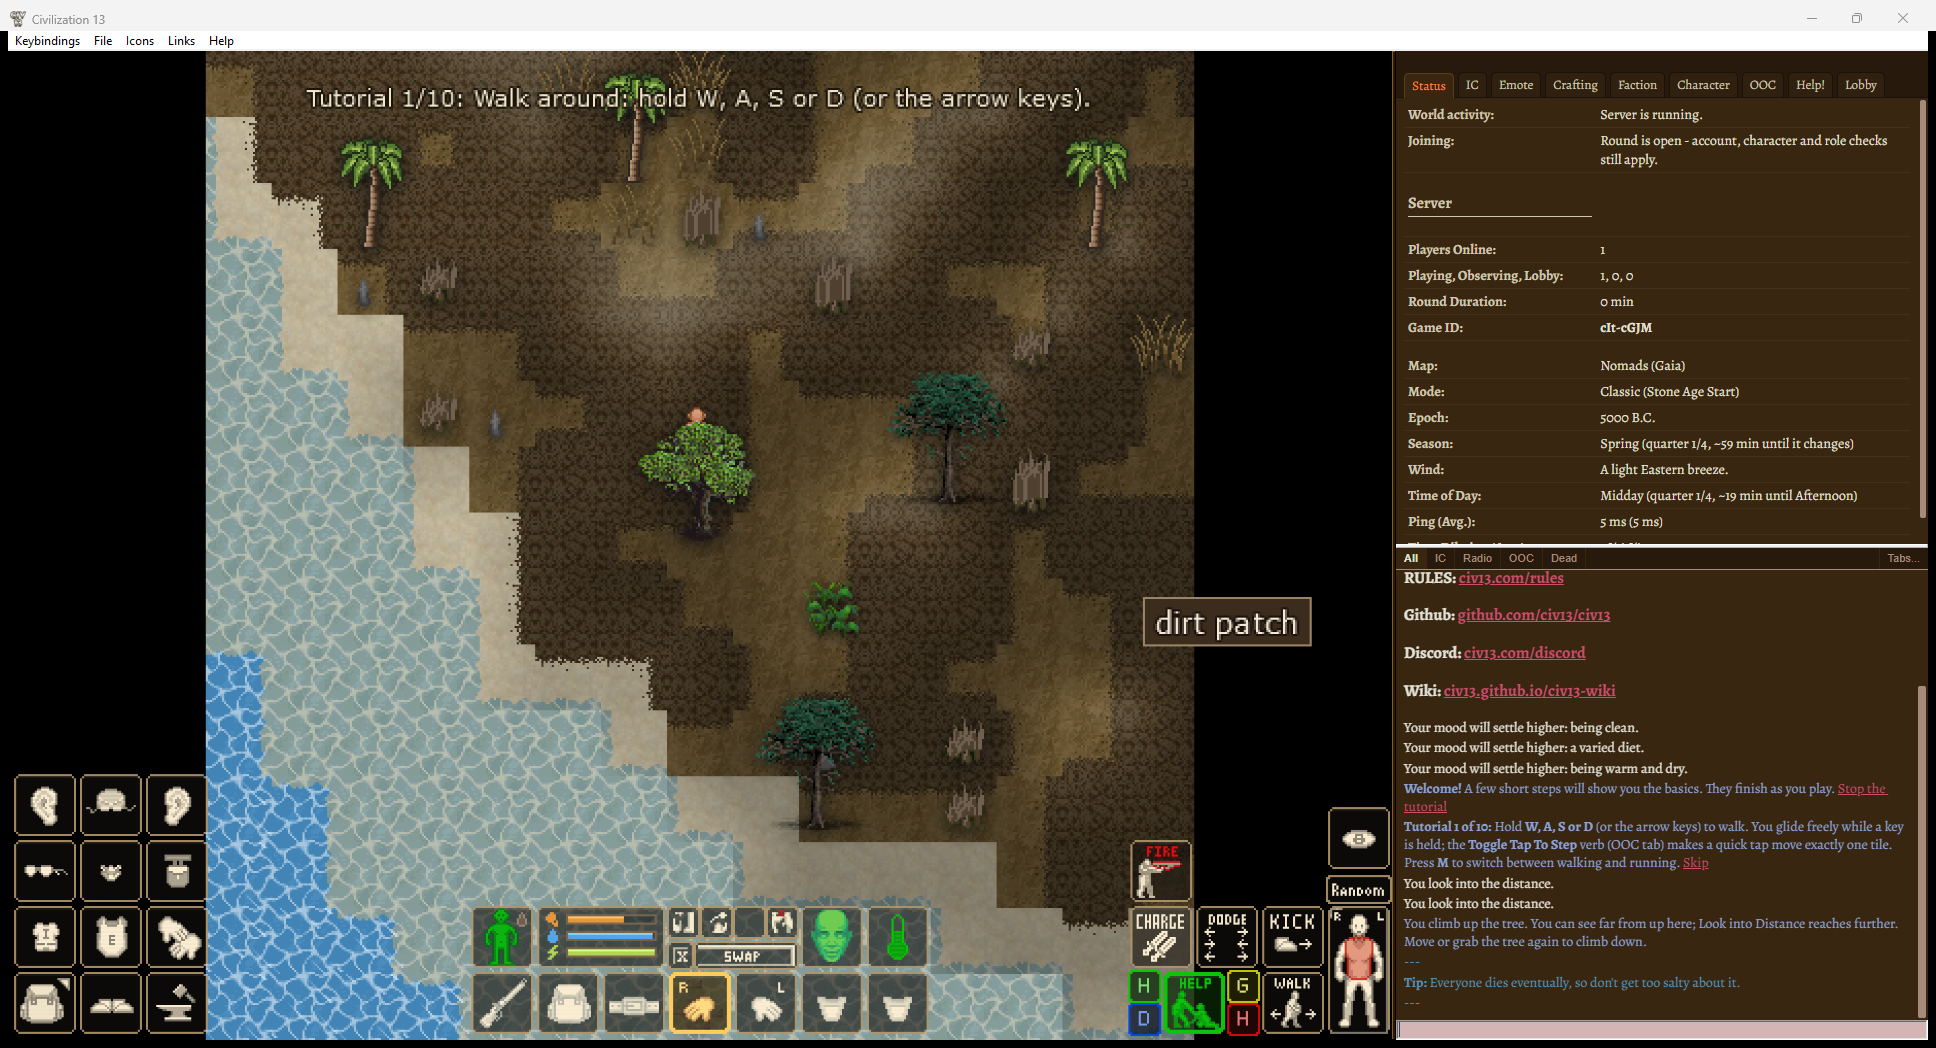 Civilization 13
Keybindings File Icons Links Help
Tutorial 1/10: Walk around: hold W, A, S or D (or the arrow keys).
dirt patch
FIRE
Random
CHARGE DODGE KICK
R L
SWAP
R L
E
H HELP G WALK
D H
Status IC Emote Crafting Faction Character OOC Help! Lobby
World activity: Server is running.
Joining: Round is open - account, character and role checks
still apply.
Server
Players Online: 1
Playing, Observing, Lobby: 1, 0, 0
Round Duration: 0 min
Game ID: cIt-cGJM
Map: Nomads (Gaia)
Mode: Classic (Stone Age Start)
Epoch: 5000 B.C.
Season: Spring (quarter 1/4, ~59 min until it changes)
Wind: A light Eastern breeze.
Time of Day: Midday (quarter 1/4, ~19 min until Afternoon)
Ping (Avg.): 5 ms (5 ms)
All IC Radio OOC Dead Tabs...
RULES: civ13.com/rules
Github: github.com/civ13/civ13
Discord: civ13.com/discord
Wiki: civ13.github.io/civ13-wiki
Your mood will settle higher: being clean.
Your mood will settle higher: a varied diet.
Your mood will settle higher: being warm and dry.
Welcome! A few short steps will show you the basics. They finish as you play. Stop the
tutorial
Tutorial 1 of 10: Hold W, A, S or D (or the arrow keys) to walk. You glide freely while a key
is held; the Toggle Tap To Step verb (OOC tab) makes a quick tap move exactly one tile.
Press M to switch between walking and running. Skip
You look into the distance.
You look into the distance.
You climb up the tree. You can see far from up here; Look into Distance reaches further.
Move or grab the tree again to climb down.
---
Tip: Everyone dies eventually, so don't get too salty about it.
---